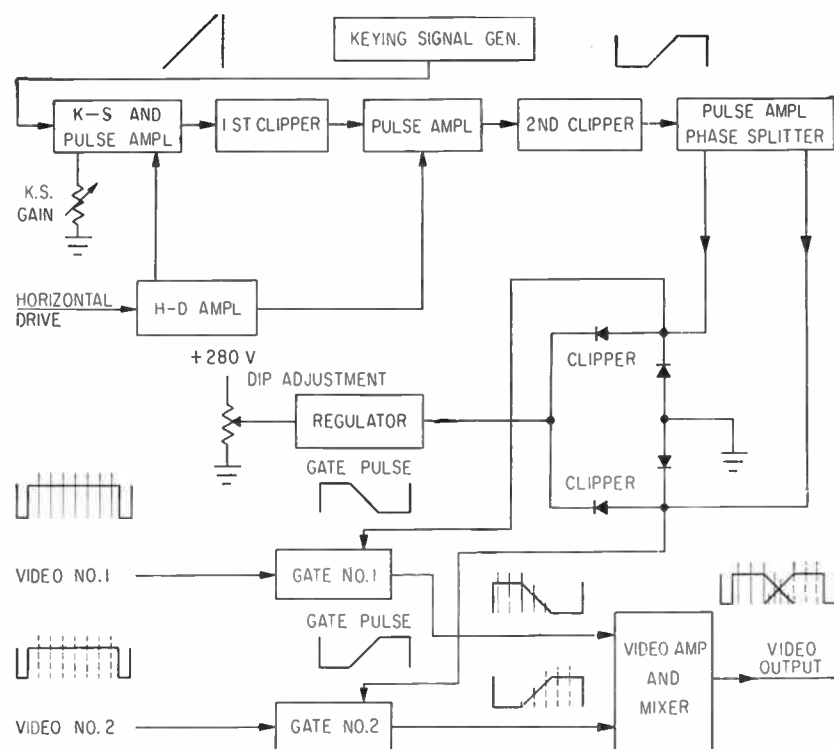 KEYING SIGNAL GEN.
K-S AND
PULSE AMPL
1 ST CLIPPER
PULSE AMPL
2ND CLIPPER
PULSE AMPL
PHASE SPLITTER
K.S.
GAIN
HORIZONTAL
DRIVE
H-D AMPL
+280 V
DIP ADJUSTMENT
REGULATOR
CLIPPER
CLIPPER
GATE PULSE
VIDEO NO.1
GATE NO.1
GATE PULSE
VIDEO NO. 2
GATE NO.2
VIDEO AMP
AND
MIXER
VIDEO
OUTPUT